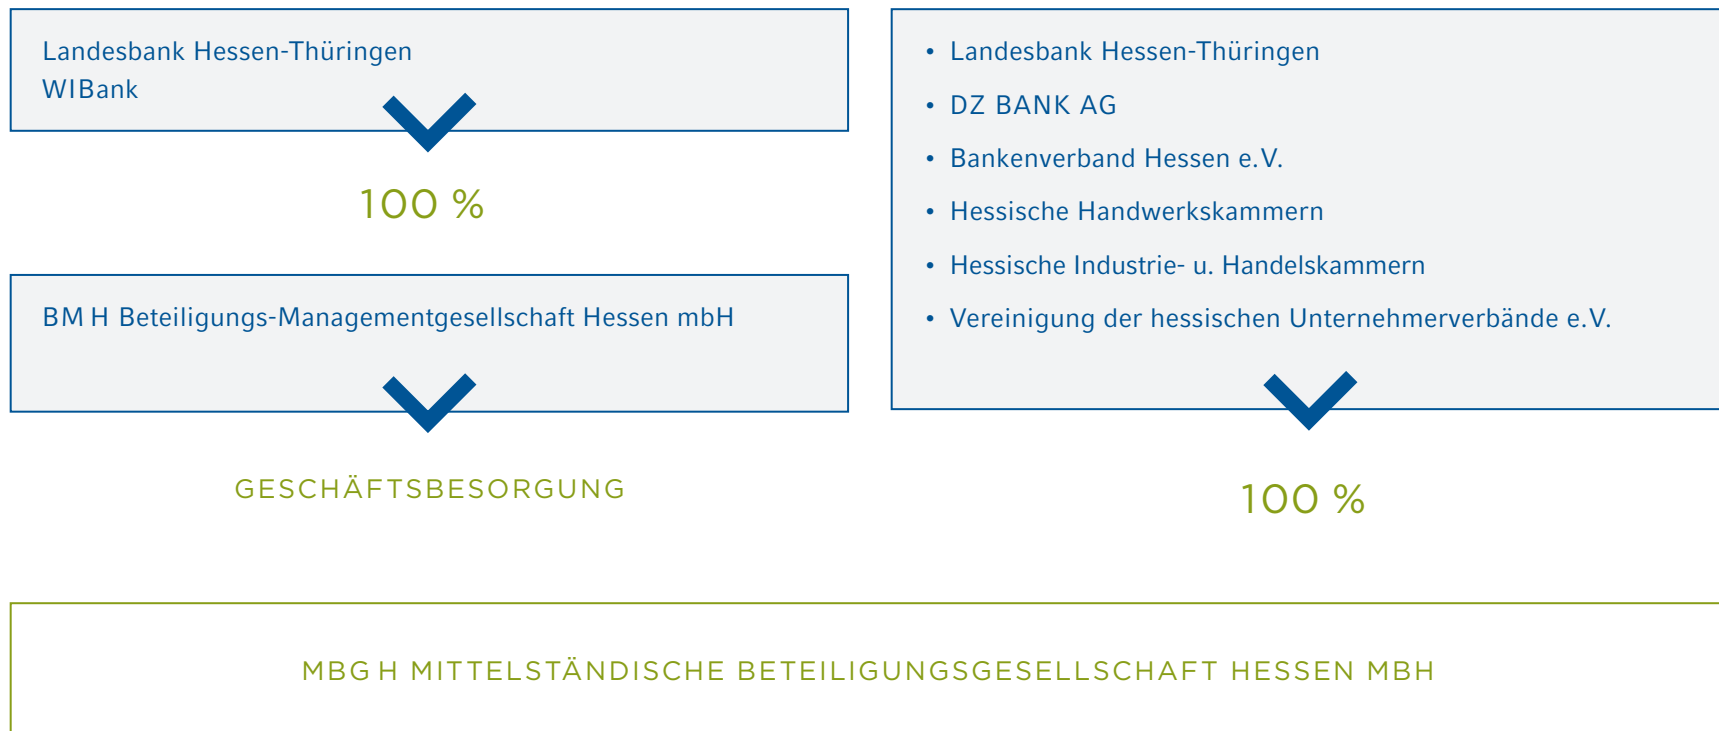 Landesbank Hessen-Thüringen
WIBank
100 %
BM H Beteiligungs-Managementgesellschaft Hessen mbH
GESCHÄFTSBESORGUNG
• Landesbank Hessen-Thüringen
• DZ BANK AG
• Bankenverband Hessen e.V.
• Hessische Handwerkskammern
• Hessische Industrie- u. Handelskammern
• Vereinigung der hessischen Unternehmerverbände e.V.
100 %
MBG H MITTELSTÄNDISCHE BETEILIGUNGSGESELLSCHAFT HESSEN MBH